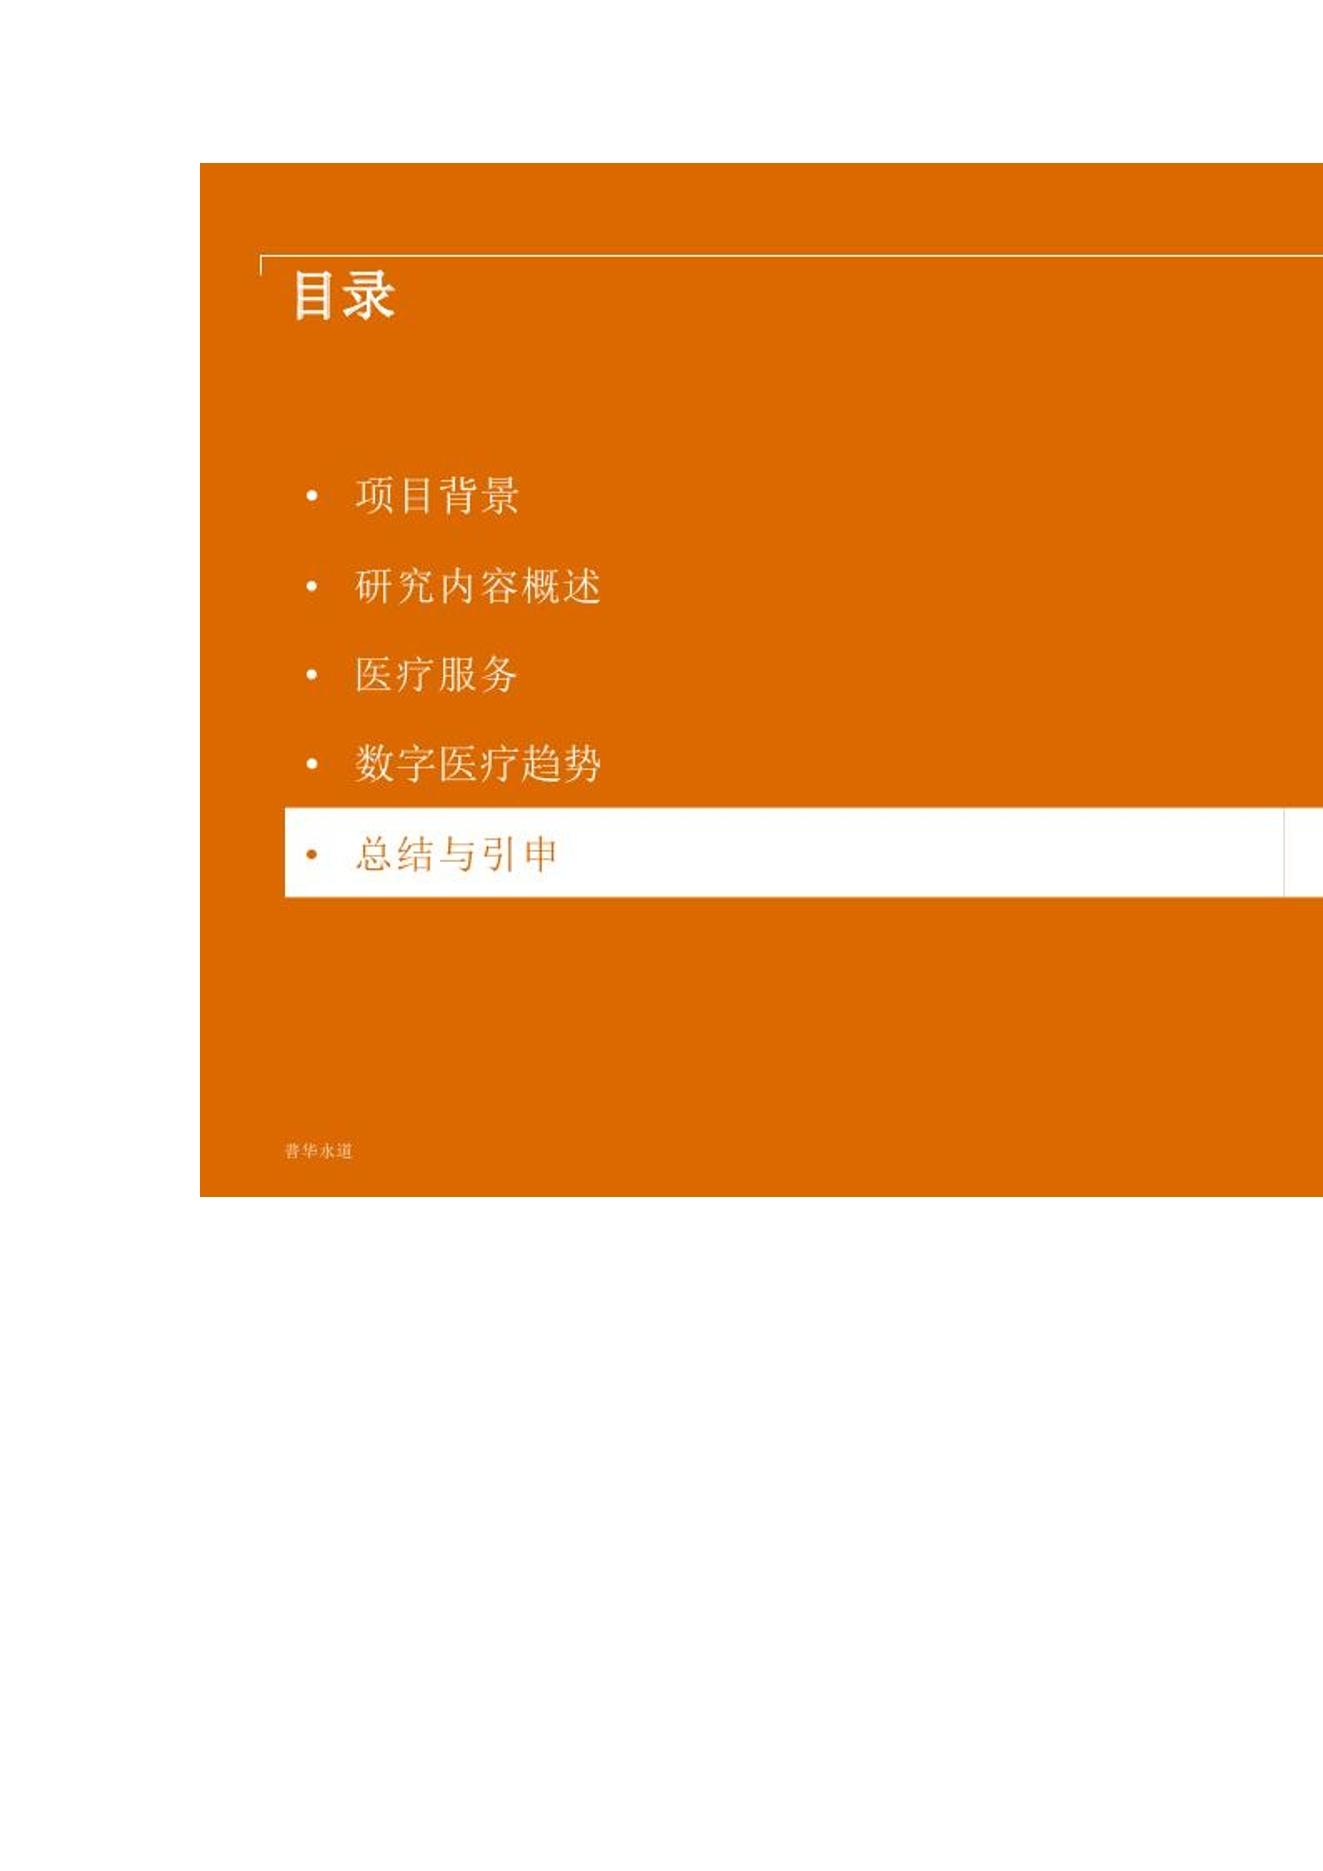 目录
• 项目背景
• 研究内容概述
• 医疗服务
• 数字医疗趋势
• 总结与引申
普华永道